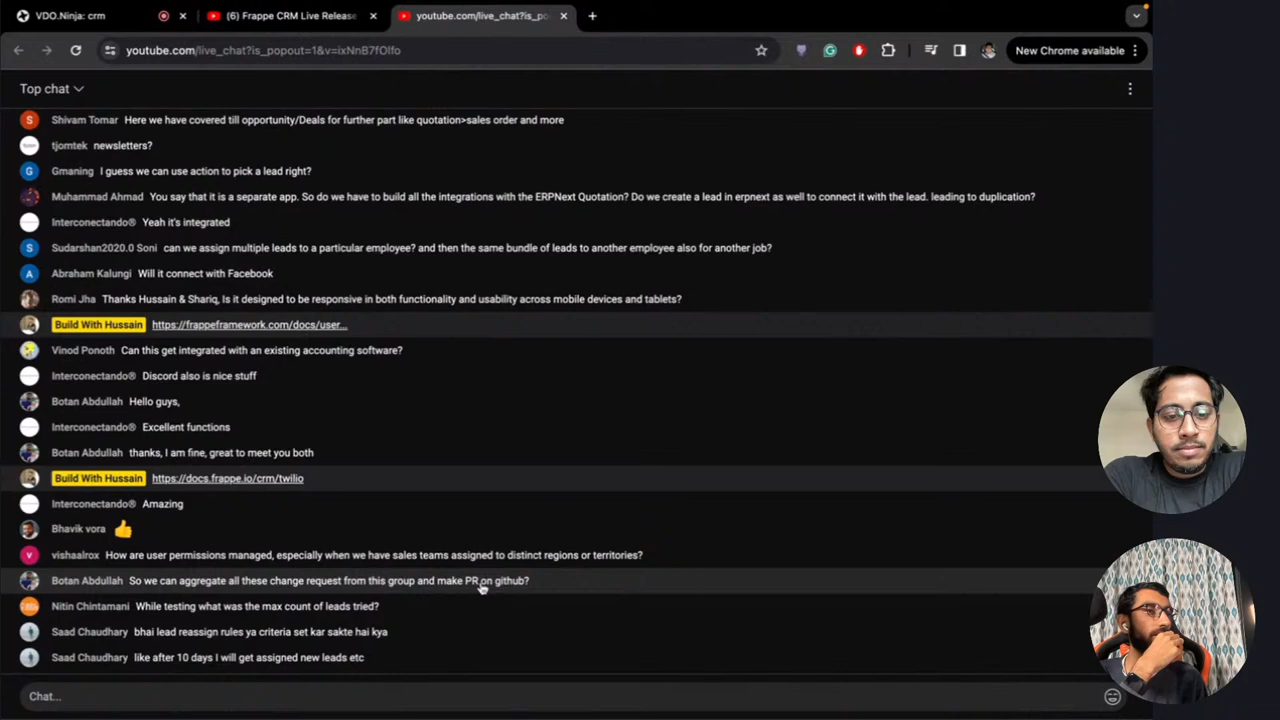 VDO.Ninja: crm
(6) Frappe CRM Live Release
youtube.com/live_chat?is_po
youtube.com/live_chat?is_popout=1&v=ixNnB7fOlfo
New Chrome available
Top chat
S Shivam Tomar Here we have covered till opportunity/Deals for further part like quotation>sales order and more
tjomtek newsletters?
G Gmaning I guess we can use action to pick a lead right?
Muhammad Ahmad You say that it is a separate app. So do we have to build all the integrations with the ERPNext Quotation? Do we create a lead in erpnext as well to connect it with the lead. leading to duplication?
Interconectando® Yeah it's integrated
S Sudarshan2020.0 Soni can we assign multiple leads to a particular employee? and then the same bundle of leads to another employee also for another job?
A Abraham Kalungi Will it connect with Facebook
Romi Jha Thanks Hussain & Shariq, Is it designed to be responsive in both functionality and usability across mobile devices and tablets?
Build With Hussain https://frappeframework.com/docs/user...
Vinod Ponoth Can this get integrated with an existing accounting software?
Interconectando® Discord also is nice stuff
Botan Abdullah Hello guys,
Interconectando® Excellent functions
Botan Abdullah thanks, I am fine, great to meet you both
Build With Hussain https://docs.frappe.io/crm/twilio
Interconectando® Amazing
Bhavik vora 👍
v vishaalrox How are user permissions managed, especially when we have sales teams assigned to distinct regions or territories?
Botan Abdullah So we can aggregate all these change request from this group and make PR on github?
Nitin Chintamani While testing what was the max count of leads tried?
Saad Chaudhary bhai lead reassign rules ya criteria set kar sakte hai kya
Saad Chaudhary like after 10 days I will get assigned new leads etc
Chat...